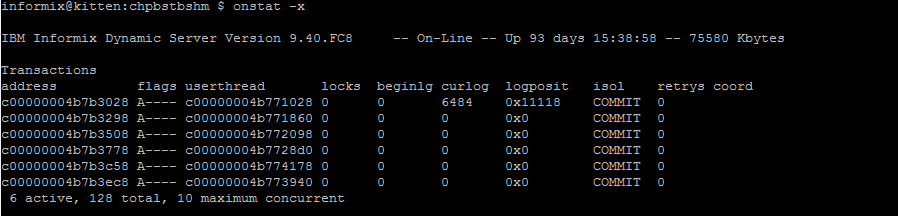 informix@kitten:chpbstbshm $ onstat -x
IBM Informix Dynamic Server Version 9.40.FC8 -- On-Line -- Up 93 days 15:38:58 -- 75580 Kbytes
Transactions
address flags userthread locks beginlg curlog logposit isol retrys coord
c00000004b7b3028 A---- c00000004b771028 0 0 6484 0x11118 COMMIT 0
c00000004b7b3298 A---- c00000004b771860 0 0 0 0x0 COMMIT 0
c00000004b7b3508 A---- c00000004b772098 0 0 0 0x0 COMMIT 0
c00000004b7b3778 A---- c00000004b7728d0 0 0 0 0x0 COMMIT 0
c00000004b7b3c58 A---- c00000004b774178 0 0 0 0x0 COMMIT 0
c00000004b7b3ec8 A---- c00000004b773940 0 0 0 0x0 COMMIT 0
6 active, 128 total, 10 maximum concurrent